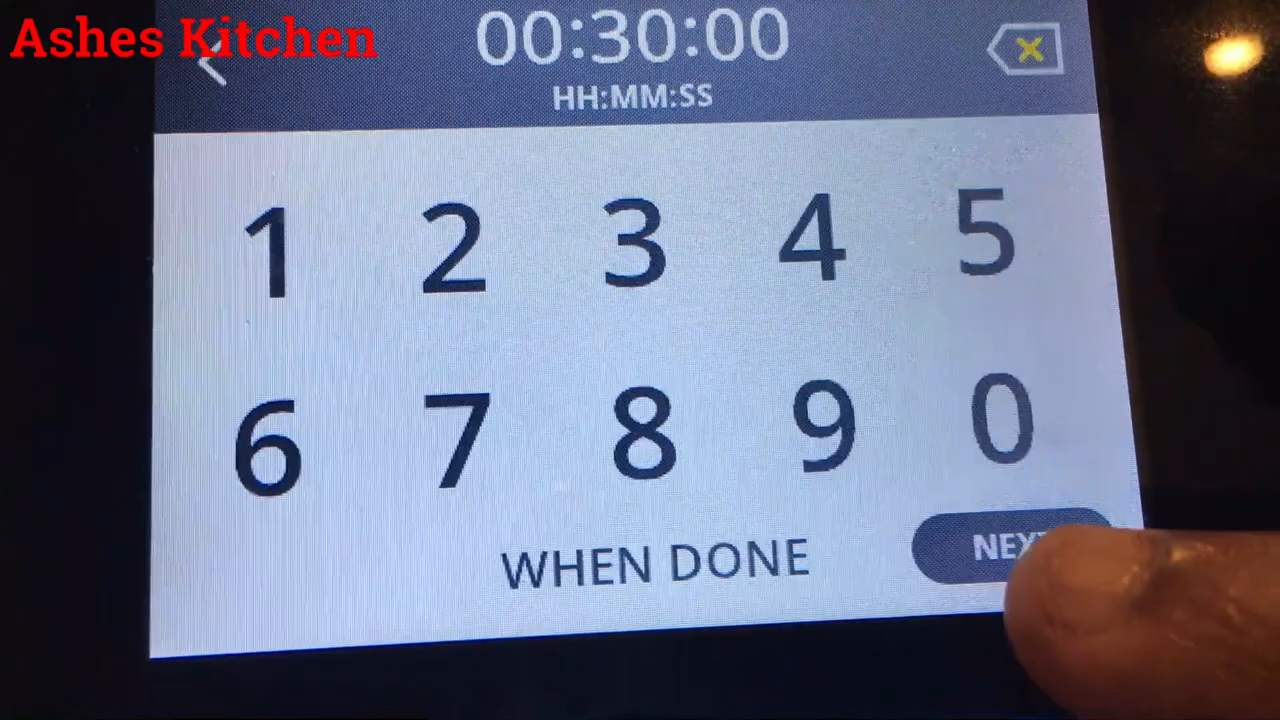 Ashes Kitchen
00:30:00
HH:MM:SS
1 2 3 4 5
6 7 8 9 0
WHEN DONE
NEXT